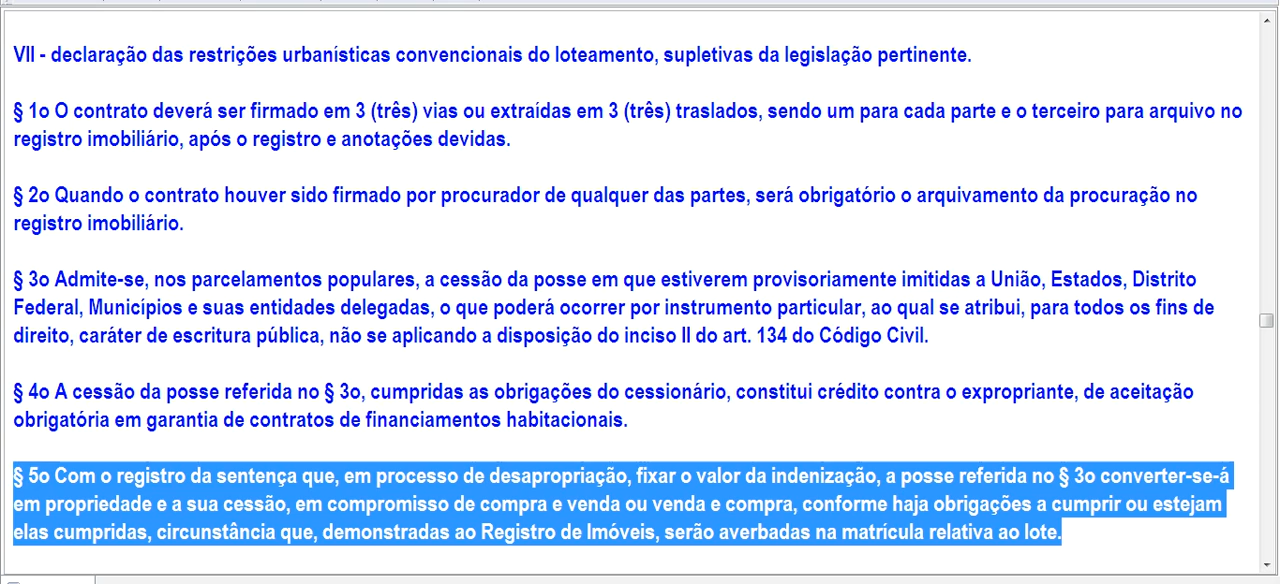 VII - declaração das restrições urbanísticas convencionais do loteamento, supletivas da legislação pertinente.
§ 1o O contrato deverá ser firmado em 3 (três) vias ou extraídas em 3 (três) traslados, sendo um para cada parte e o terceiro para arquivo no
registro imobiliário, após o registro e anotações devidas.
§ 2o Quando o contrato houver sido firmado por procurador de qualquer das partes, será obrigatório o arquivamento da procuração no
registro imobiliário.
§ 3o Admite-se, nos parcelamentos populares, a cessão da posse em que estiverem provisoriamente imitidas a União, Estados, Distrito
Federal, Municípios e suas entidades delegadas, o que poderá ocorrer por instrumento particular, ao qual se atribui, para todos os fins de
direito, caráter de escritura pública, não se aplicando a disposição do inciso II do art. 134 do Código Civil.
§ 4o A cessão da posse referida no § 3o, cumpridas as obrigações do cessionário, constitui crédito contra o expropriante, de aceitação
obrigatória em garantia de contratos de financiamentos habitacionais.
§ 5o Com o registro da sentença que, em processo de desapropriação, fixar o valor da indenização, a posse referida no § 3o converter-se-á
em propriedade e a sua cessão, em compromisso de compra e venda ou venda e compra, conforme haja obrigações a cumprir ou estejam
elas cumpridas, circunstância que, demonstradas ao Registro de Imóveis, serão averbadas na matrícula relativa ao lote.